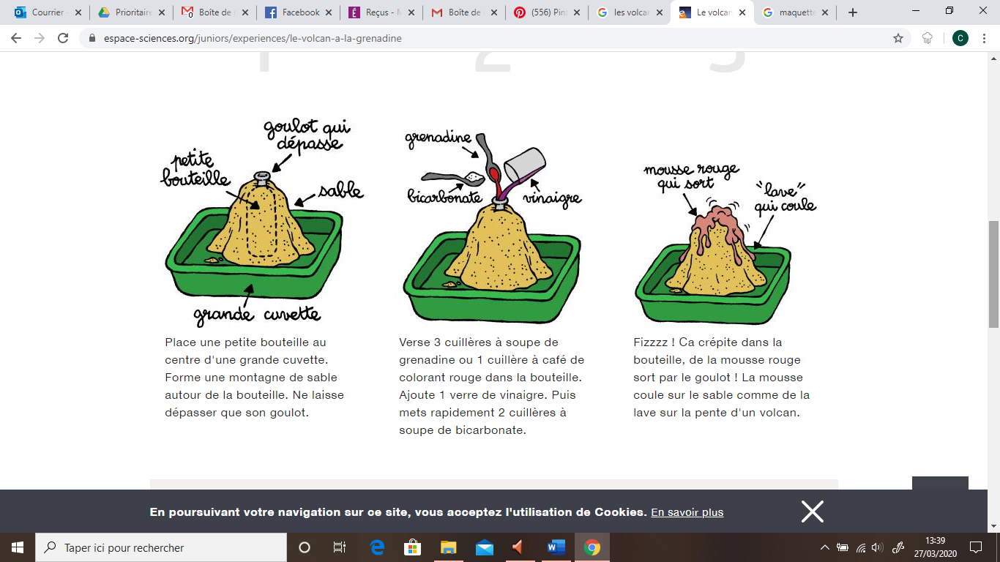 Courrier -
Prioritaire
Boîte de r
Facebook
Reçus - M
Boîte de
(556) Pint
les volcan
Le volcan
maquette
espace-sciences.org/juniors/experiences/le-volcan-a-la-grenadine
C
1
2
3
goulot qui
dépasse
petite
bouteille
sable
grande cuvette
Place une petite bouteille au
centre d'une grande cuvette.
Forme une montagne de sable
autour de la bouteille. Ne laisse
dépasser que son goulot.
grenadine
bicarbonate
vinaigre
Verse 3 cuillères à soupe de
grenadine ou 1 cuillère à café de
colorant rouge dans la bouteille.
Ajoute 1 verre de vinaigre. Puis
mets rapidement 2 cuillères à
soupe de bicarbonate.
mousse rouge
qui sort
"lave"
qui coule
Fizzzz ! Ca crépite dans la
bouteille, de la mousse rouge
sort par le goulot ! La mousse
coule sur le sable comme de la
lave sur la pente d'un volcan.
En poursuivant votre navigation sur ce site, vous acceptez l'utilisation de Cookies. En savoir plus
Taper ici pour rechercher
13:39
27/03/2020